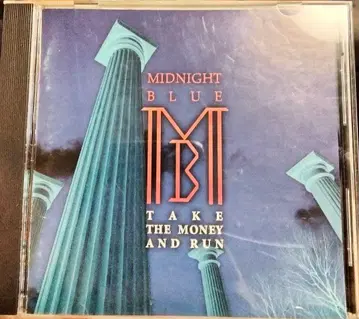 MIDNIGHT
BLUE
MB
TAKE
THE MONEY
AND RUN